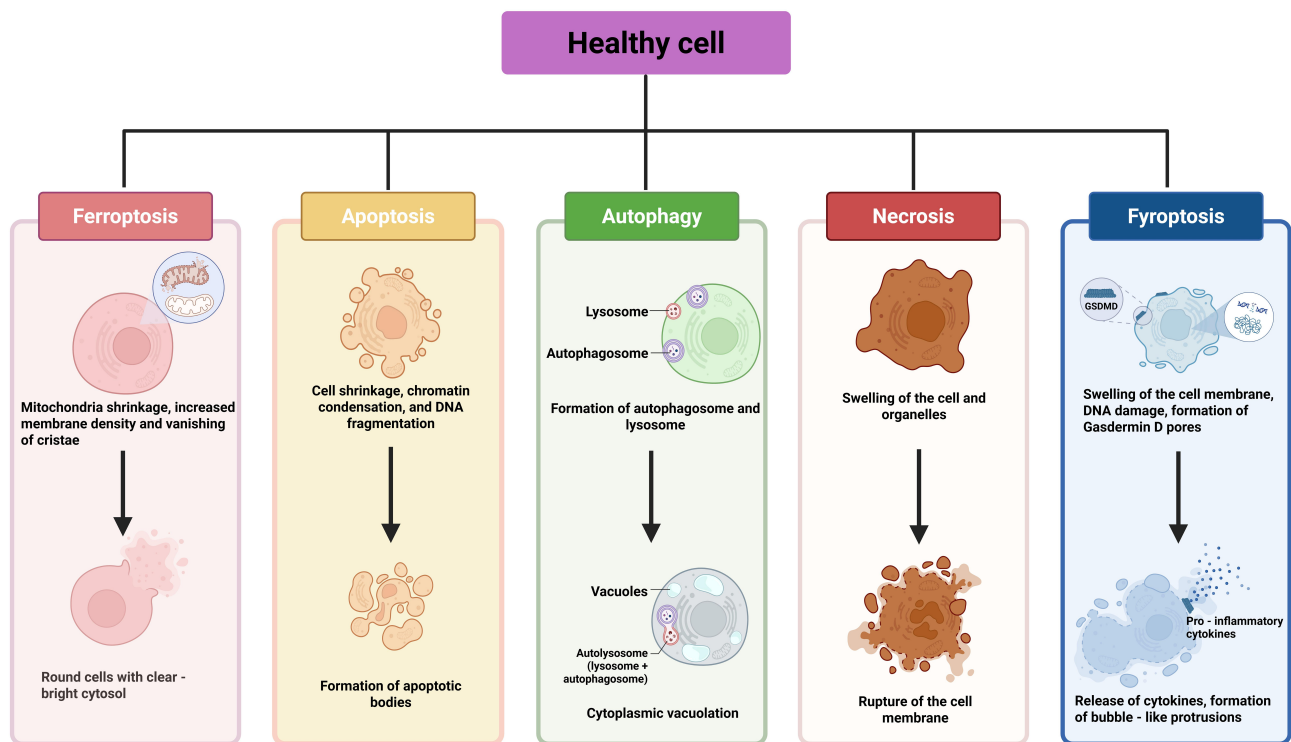 Healthy cell
Ferroptosis
Mitochondria shrinkage, increased
membrane density and vanishing
of cristae
Round cells with clear -
bright cytosol
Apoptosis
Cell shrinkage, chromatin
condensation, and DNA
fragmentation
Formation of apoptotic
bodies
Autophagy
Lysosome
Autophagosome
Formation of autophagosome and
lysosome
Vacuoles
Autolysosome
(lysosome +
autophagosome)
Cytoplasmic vacuolation
Necrosis
Swelling of the cell and
organelles
Rupture of the cell
membrane
Fyroptosis
GSDMD
Swelling of the cell membrane,
DNA damage, formation of
Gasdermin D pores
Pro - inflammatory
cytokines
Release of cytokines, formation
of bubble - like protrusions